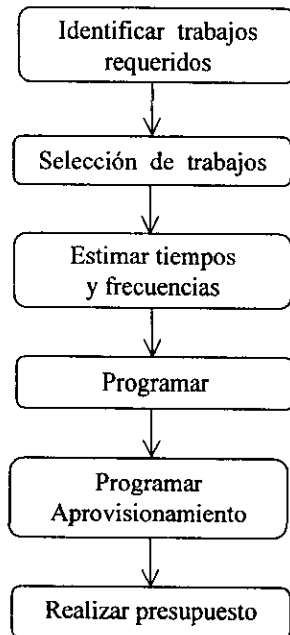 Identificar trabajos
requeridos
Selección de trabajos
Estimar tiempos
y frecuencias
Programar
Programar
Aprovisionamiento
Realizar presupuesto